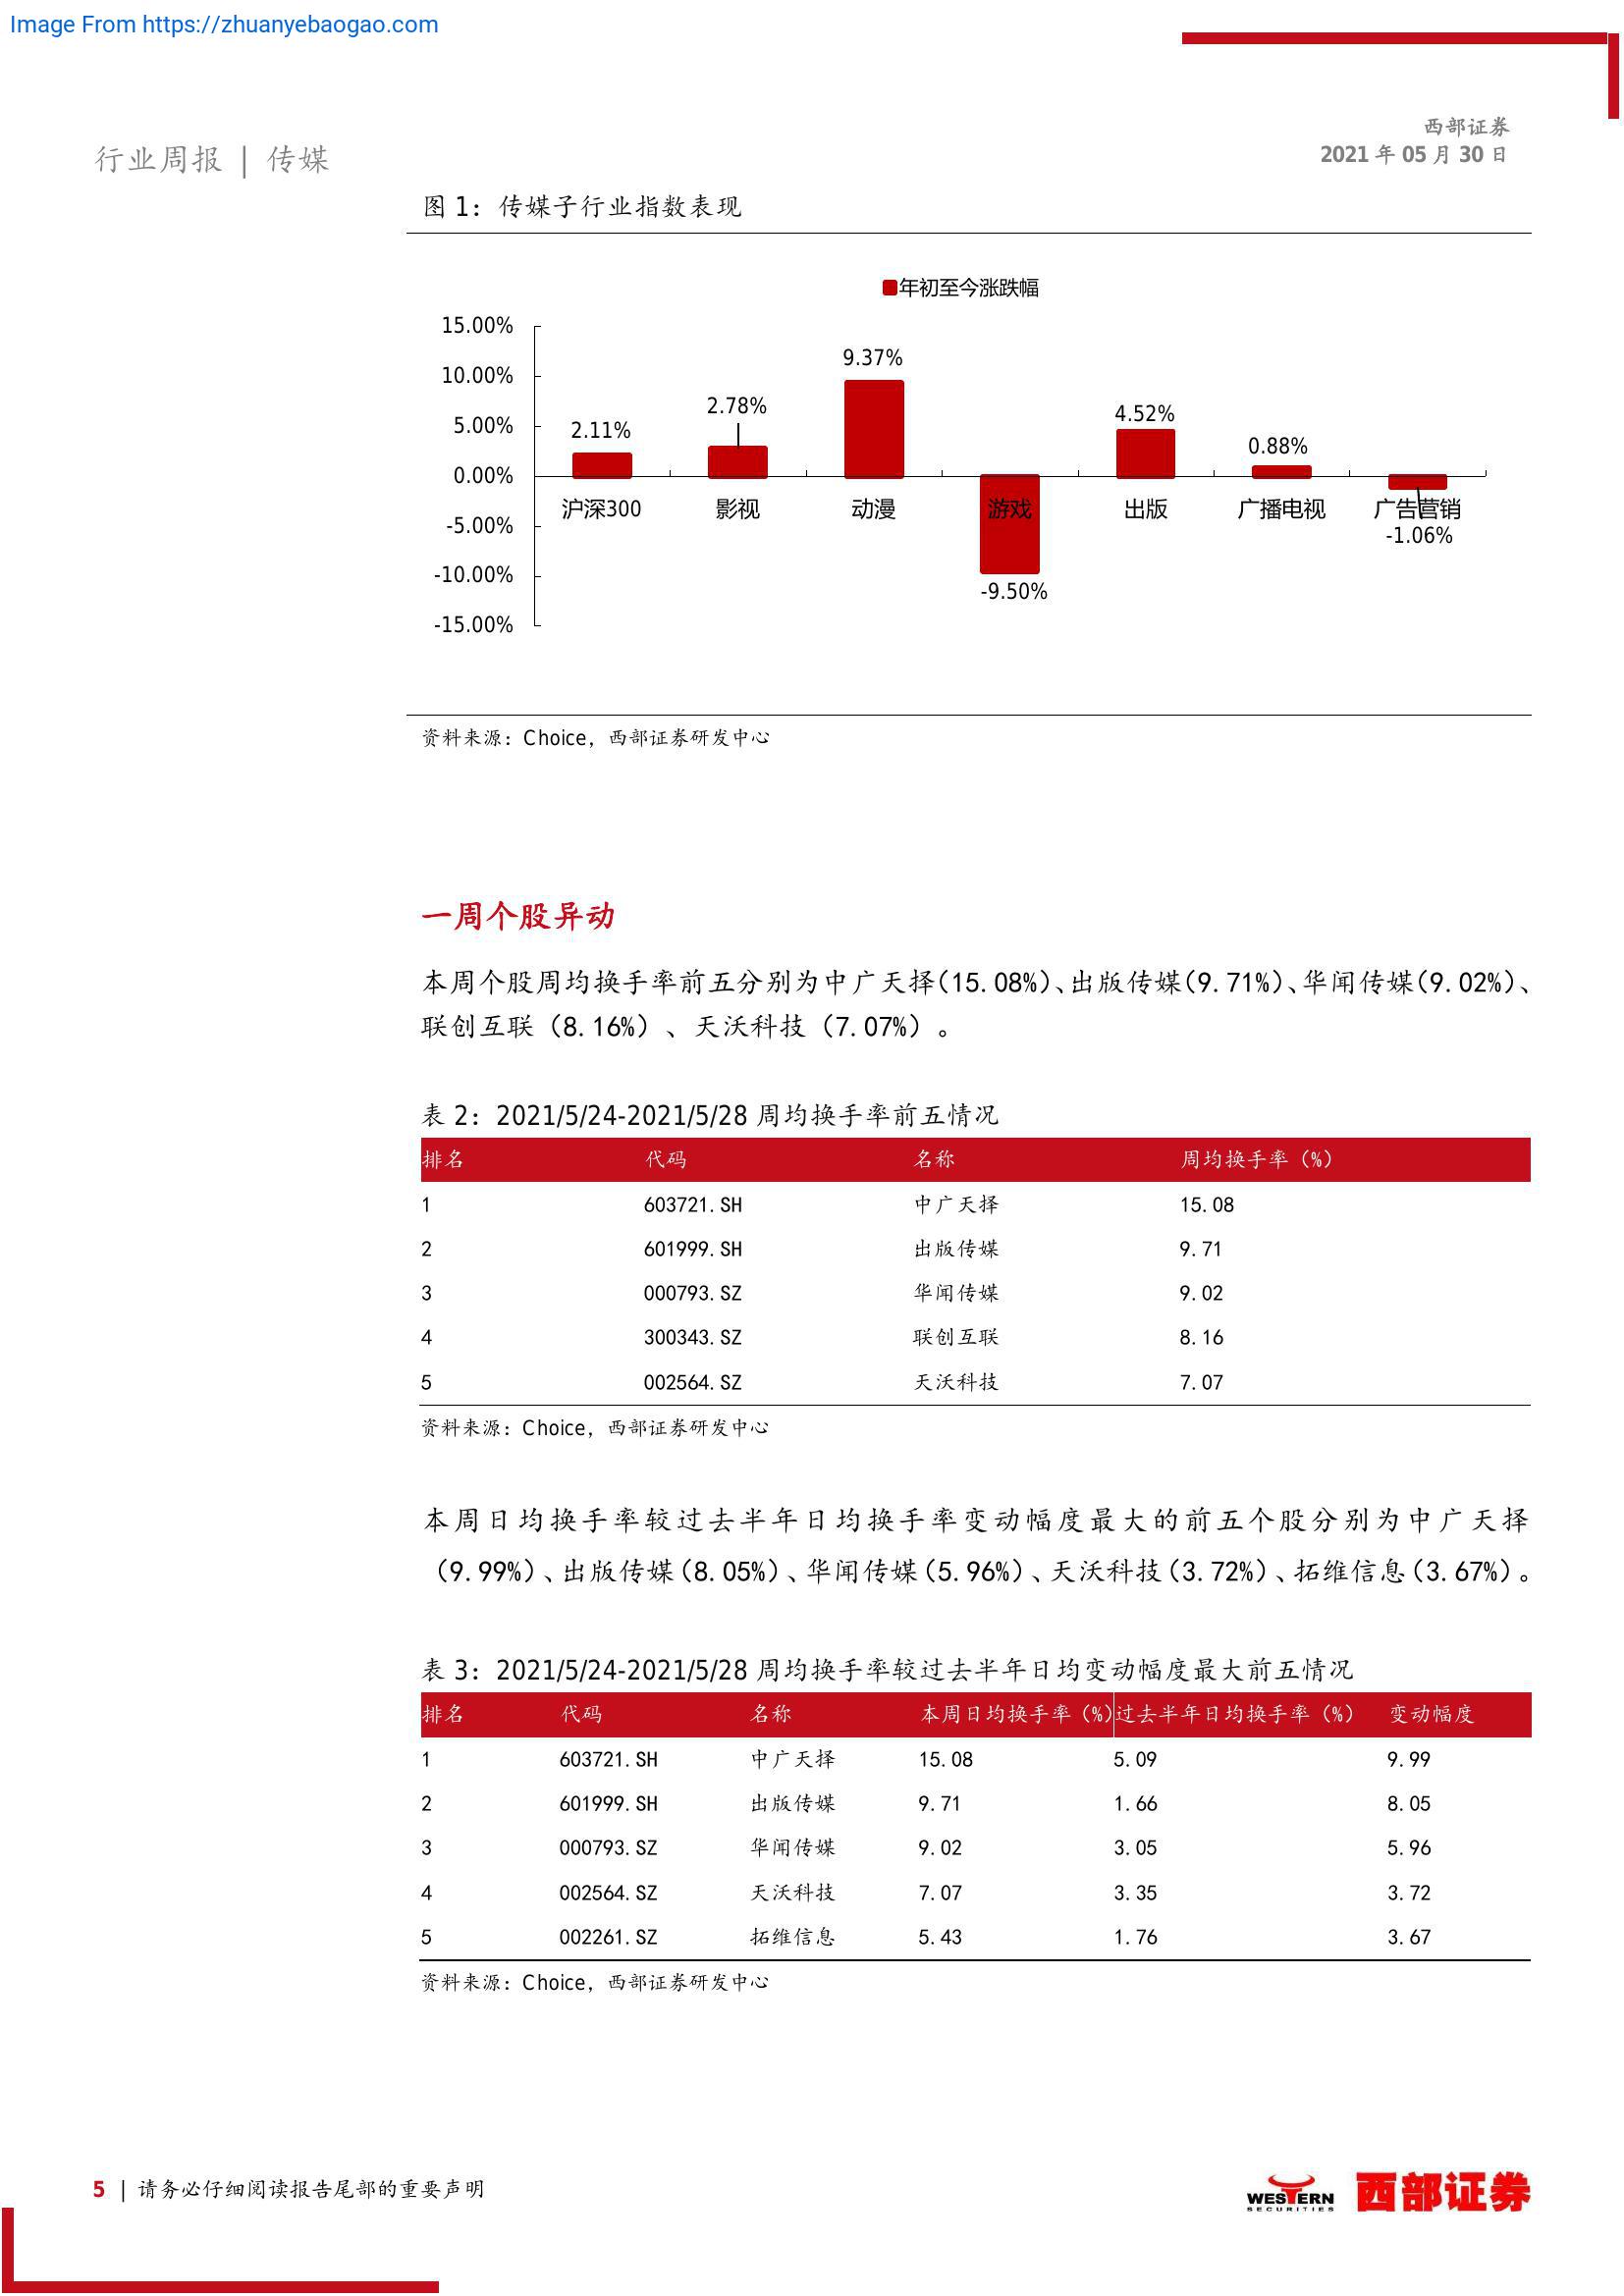 Image From https://zhuanyebaogao.com
西部证券
2021 年 05 月 30 日
行业周报 | 传媒
图 1：传媒子行业指数表现
年初至今涨跌幅
15.00%
10.00%
5.00%
0.00%
-5.00%
-10.00%
-15.00%
2.11%
2.78%
9.37%
-9.50%
4.52%
0.88%
-1.06%
沪深300 影视 动漫 游戏 出版 广播电视 广告营销
资料来源：Choice，西部证券研发中心
一周个股异动
本周个股周均换手率前五分别为中广天择(15.08%)、出版传媒(9.71%)、华闻传媒(9.02%)、
联创互联（8.16%）、天沃科技（7.07%）。
表 2：2021/5/24-2021/5/28 周均换手率前五情况
排名 代码 名称 周均换手率（%）
1 603721.SH 中广天择 15.08
2 601999.SH 出版传媒 9.71
3 000793.SZ 华闻传媒 9.02
4 300343.SZ 联创互联 8.16
5 002564.SZ 天沃科技 7.07
资料来源：Choice，西部证券研发中心
本周日均换手率较过去半年日均换手率变动幅度最大的前五个股分别为中广天择
（9.99%）、出版传媒(8.05%)、华闻传媒(5.96%)、天沃科技(3.72%)、拓维信息(3.67%)。
表 3：2021/5/24-2021/5/28 周均换手率较过去半年日均变动幅度最大前五情况
排名 代码 名称 本周日均换手率（%） 过去半年日均换手率（%） 变动幅度
1 603721.SH 中广天择 15.08 5.09 9.99
2 601999.SH 出版传媒 9.71 1.66 8.05
3 000793.SZ 华闻传媒 9.02 3.05 5.96
4 002564.SZ 天沃科技 7.07 3.35 3.72
5 002261.SZ 拓维信息 5.43 1.76 3.67
资料来源：Choice，西部证券研发中心
5 | 请务必仔细阅读报告尾部的重要声明
WESTERN
SECURITIES
西部证券